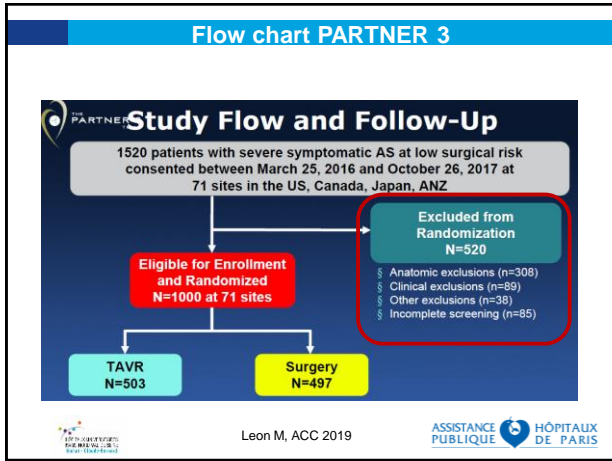 Flow chart PARTNER 3
THE
PARTNER
Study Flow and Follow-Up
1520 patients with severe symptomatic AS at low surgical risk
consented between March 25, 2016 and October 26, 2017 at
71 sites in the US, Canada, Japan, ANZ
Excluded from
Randomization
N=520
§ Anatomic exclusions (n=308)
§ Clinical exclusions (n=89)
§ Other exclusions (n=38)
§ Incomplete screening (n=85)
Eligible for Enrollment
and Randomized
N=1000 at 71 sites
TAVR
N=503
Surgery
N=497
Leon M, ACC 2019
ASSISTANCE
PUBLIQUE
HÔPITAUX
DE PARIS